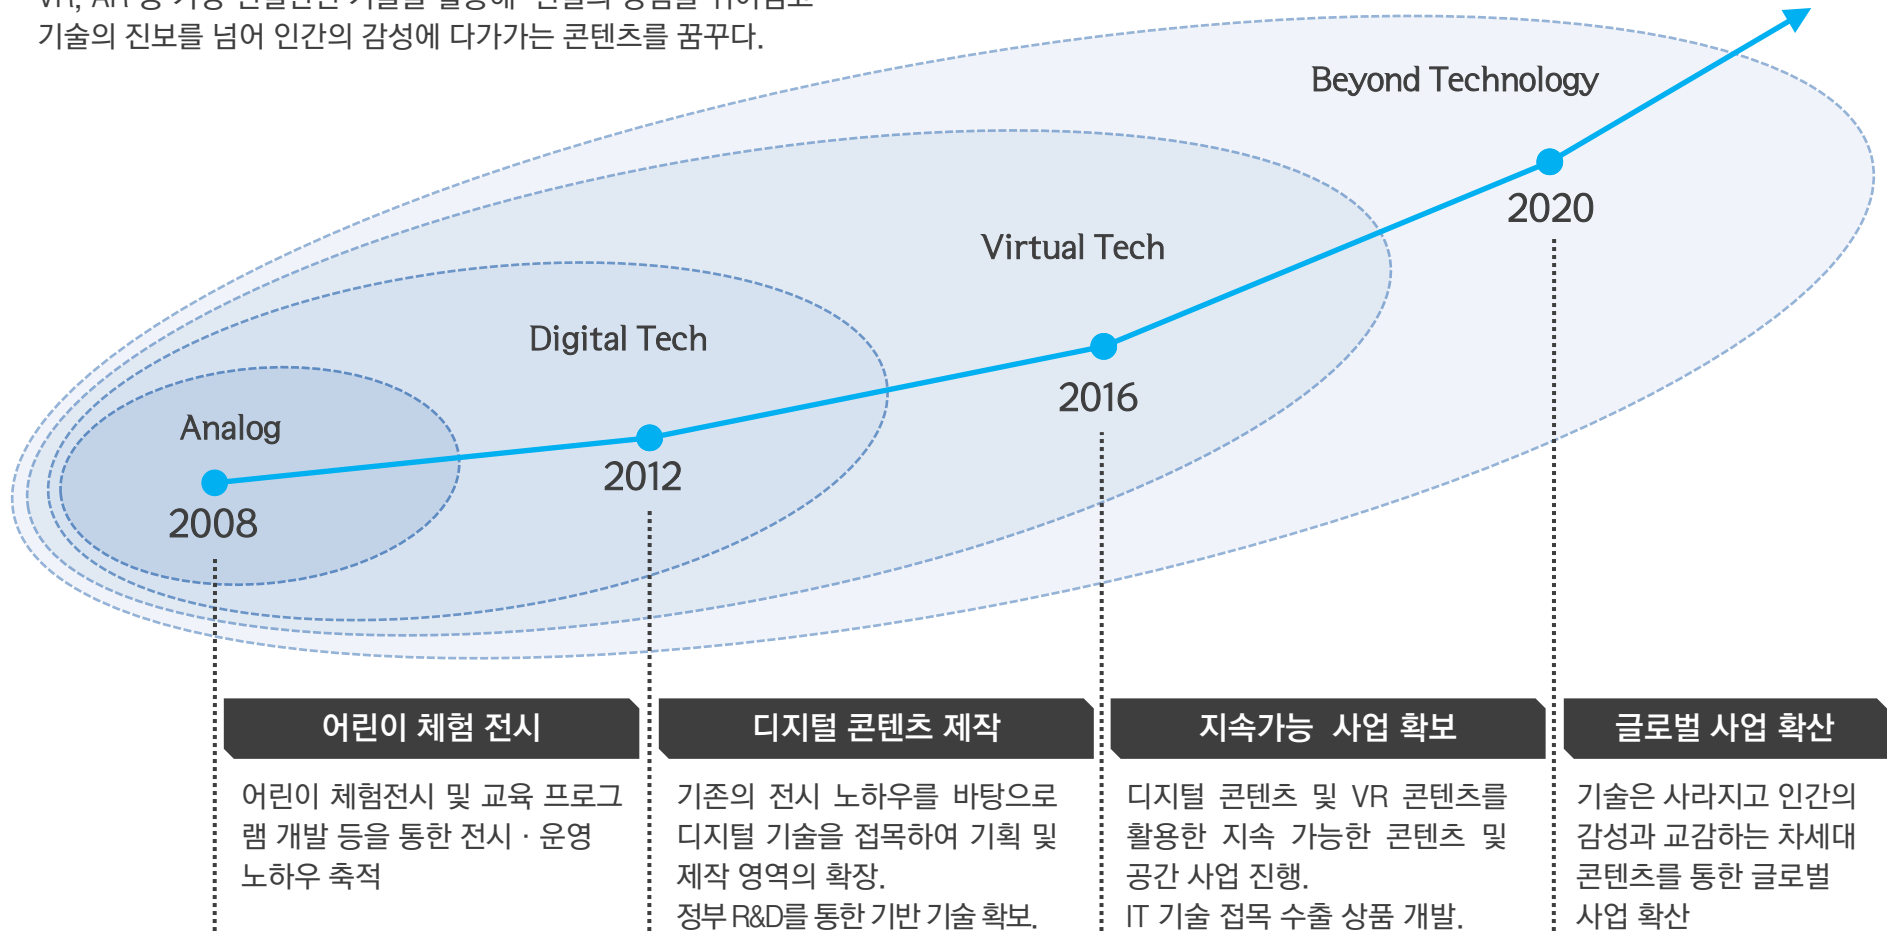 기술의 진보를 넘어 인간의 감성에 다가가는 콘텐츠를 꿈꾸다.
Beyond Technology
2020
Virtual Tech
2016
Digital Tech
2012
Analog
2008
어린이 체험 전시
어린이 체험전시 및 교육 프로그
램 개발 등을 통한 전시 · 운영
노하우 축적
디지털 콘텐츠 제작
기존의 전시 노하우를 바탕으로
디지털 기술을 접목하여 기획 및
제작 영역의 확장.
정부 R&D를 통한 기반 기술 확보.
지속가능 사업 확보
디지털 콘텐츠 및 VR 콘텐츠를
활용한 지속 가능한 콘텐츠 및
공간 사업 진행.
IT 기술 접목 수출 상품 개발.
글로벌 사업 확산
기술은 사라지고 인간의
감성과 교감하는 차세대
콘텐츠를 통한 글로벌
사업 확산